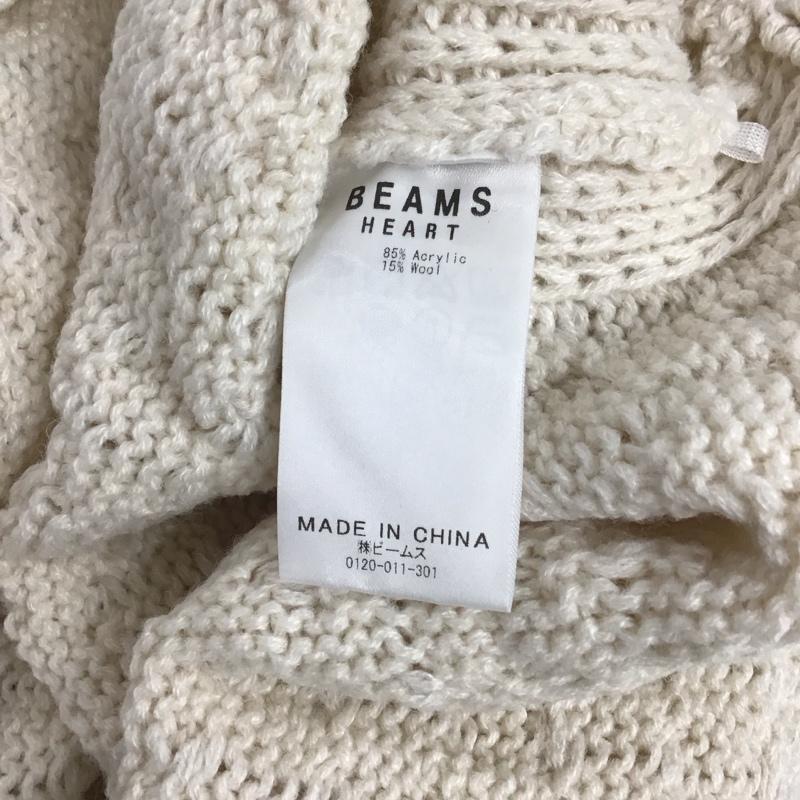 BEAMS
HEART
85% Acrylic
15% Wool
MADE IN CHINA
㈱ビームス
0120-011-301